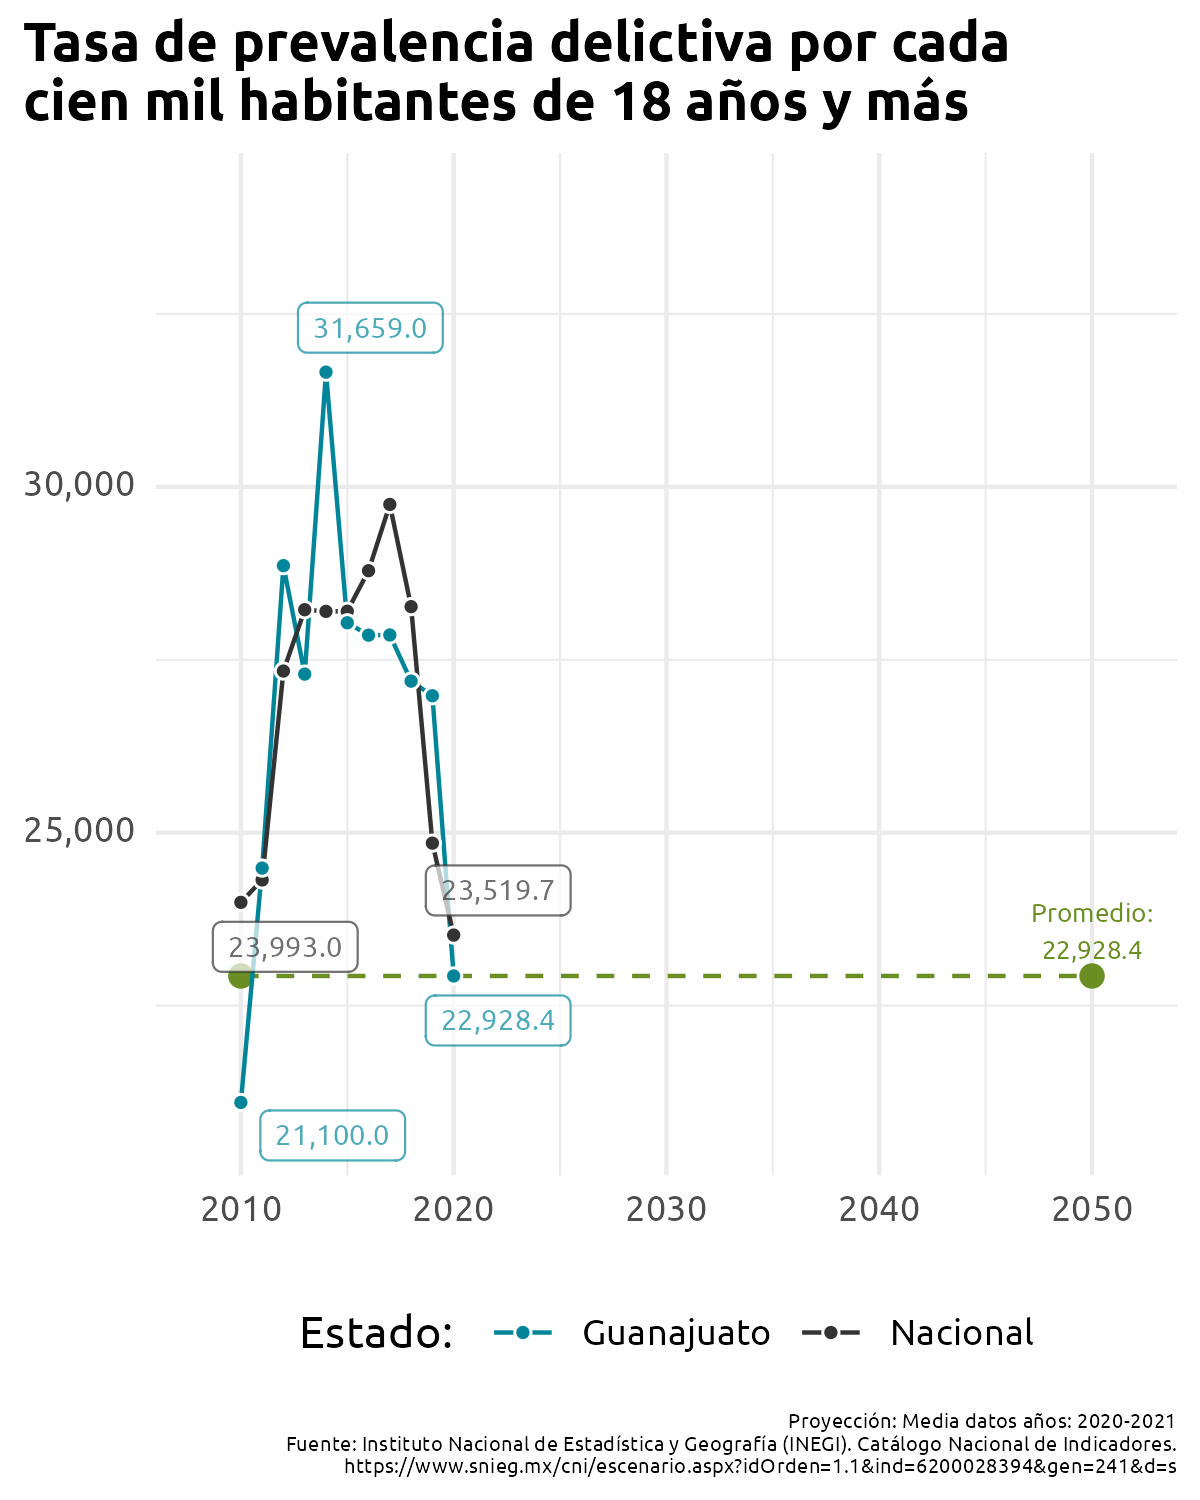 Tasa de prevalencia delictiva por cada
cien mil habitantes de 18 años y más
31,659.0
30,000
25,000
23,519.7
Promedio:
22,928.4
23,993.0
22,928.4
21,100.0
2010
2020
2030
2040
2050
Estado:
Guanajuato
Nacional
Proyección: Media datos años: 2020-2021
Fuente: Instituto Nacional de Estadística y Geografía (INEGI). Catálogo Nacional de Indicadores.
https://www.snieg.mx/cni/escenario.aspx?idOrden=1.1&ind=6200028394&gen=241&d=s